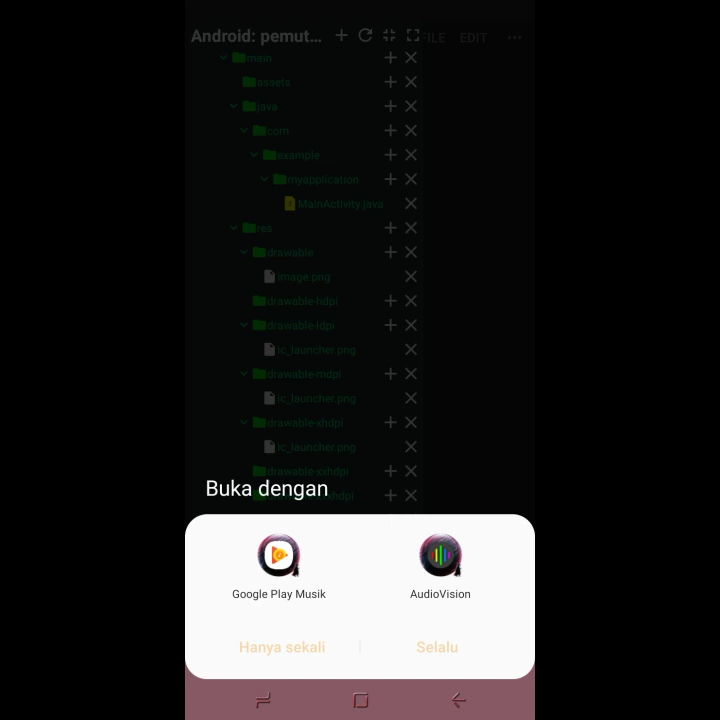 Android: pemut...
FILE EDIT
main
assets
java
com
example
myapplication
MainActivity.java
res
drawable
image.png
drawable-hdpi
drawable-ldpi
ic_launcher.png
drawable-mdpi
ic_launcher.png
drawable-xhdpi
ic_launcher.png
drawable-xxhdpi
Buka dengan
Google Play Musik
AudioVision
Hanya sekali
Selalu